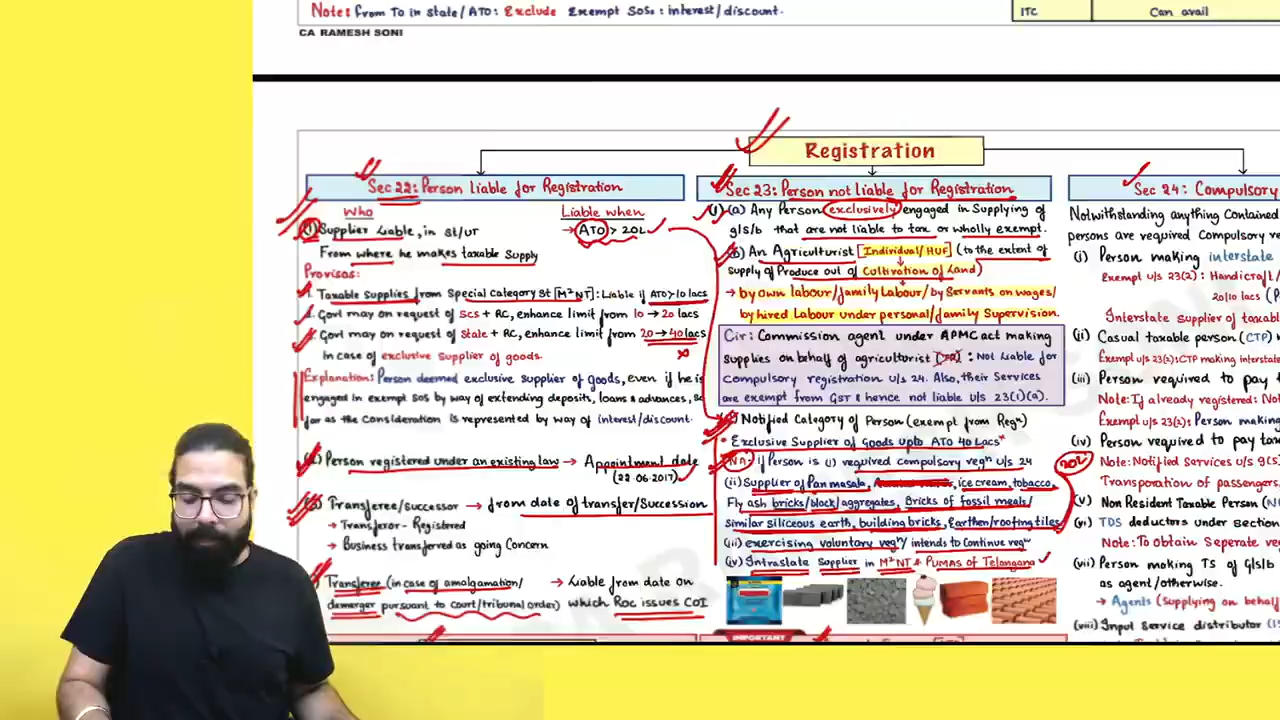 Note: from To in state/ATO: Exclude Exempt SoS: interest/discount.
ITC Can avail
CA RAMESH SONI
Registration
Sec 22: Person Liable for Registration
Who Liable when
(1) Supplier Liable, in St/UT → ATO > 20L
From where he makes taxable Supply
Provisos:
1. Taxable Supplies from Special Category St [M²NT]: Liable if ATO>10 lacs
2. Govt may on request of SCS + RC, enhance limit from 10 → 20 lacs
3. Govt may on request of State + RC, enhance limit from 20 → 40 lacs
in case of exclusive Supplier of goods.
Explanation: Person deemed exclusive supplier of goods, even if he is
engaged in exempt SOS by way of extending deposits, loans & advances, so
far as the Consideration is represented by way of interest/discount.
(2) Person registered under an existing law → Appointment date
(22.06.2017)
(3) Transferee/successor → from date of transfer/Succession
→ Transferor-Registered
→ Business transferred as going Concern
Transferee (in case of amalgamation/ → Liable from date on
demerger pursuant to court/tribunal order) which RoC issues CoI
Sec 23: Person not liable for Registration
(1) (a) Any Person exclusively engaged in Supplying of
g/s/b that are not liable to tax or wholly exempt.
(b) An Agriculturist [Individual/HUF] (to the extent of
supply of Produce out of Cultivation of Land)
→ by own labour/family Labour/by Servants on wages/
by hired Labour under personal/family Supervision.
Cir: Commission agent under APMC act making
supplies on behalf of agriculturist : Not Liable for
Compulsory registration u/s 24. Also, their Services
are exempt from GST & hence not liable u/s 23(1)(a).
Notified Category of Person (exempt from Regⁿ)
• Exclusive Supplier of Goods upto ATO 40 Lacs*
NA: if Person is (i) required compulsory regⁿ u/s 24 202
(ii) Supplier of Pan masala, ice cream, tobacco,
Fly ash bricks/block/aggregates, Bricks of fossil meals/
similar siliceous earth, building bricks, Earthen/roofing tiles
(iii) exercising voluntary regⁿ/ intends to Continue regⁿ
(iv) Intrastate Supplier in M²NT & PUMAS of Telangana
IMPORTANT
Sec 24: Compulsory
Notwithstanding anything Contained
persons are required Compulsory re
(i) Person making interstate
Exempt u/s 23(2): Handicraft/
20/10 lacs (P
Interstate supplier of taxabl
(ii) Casual taxable person (CTP)
Exempt u/s 23(2): CTP making interstate
(iii) Person required to pay t
Note: If already registered: Not
Exempt u/s 23(2): Person making
(iv) Person required to pay tax
Note: Notified Services u/s 9(5
Transporation of passengers,
(v) Non Resident Taxable Person (N
(vi) TDS deductors under section
Note: To Obtain Seperate re
(vii) Person making TS of G/S/b
as agent/otherwise.
→ Agents (Supplying on behalf
(viii) Input Service distributor (I